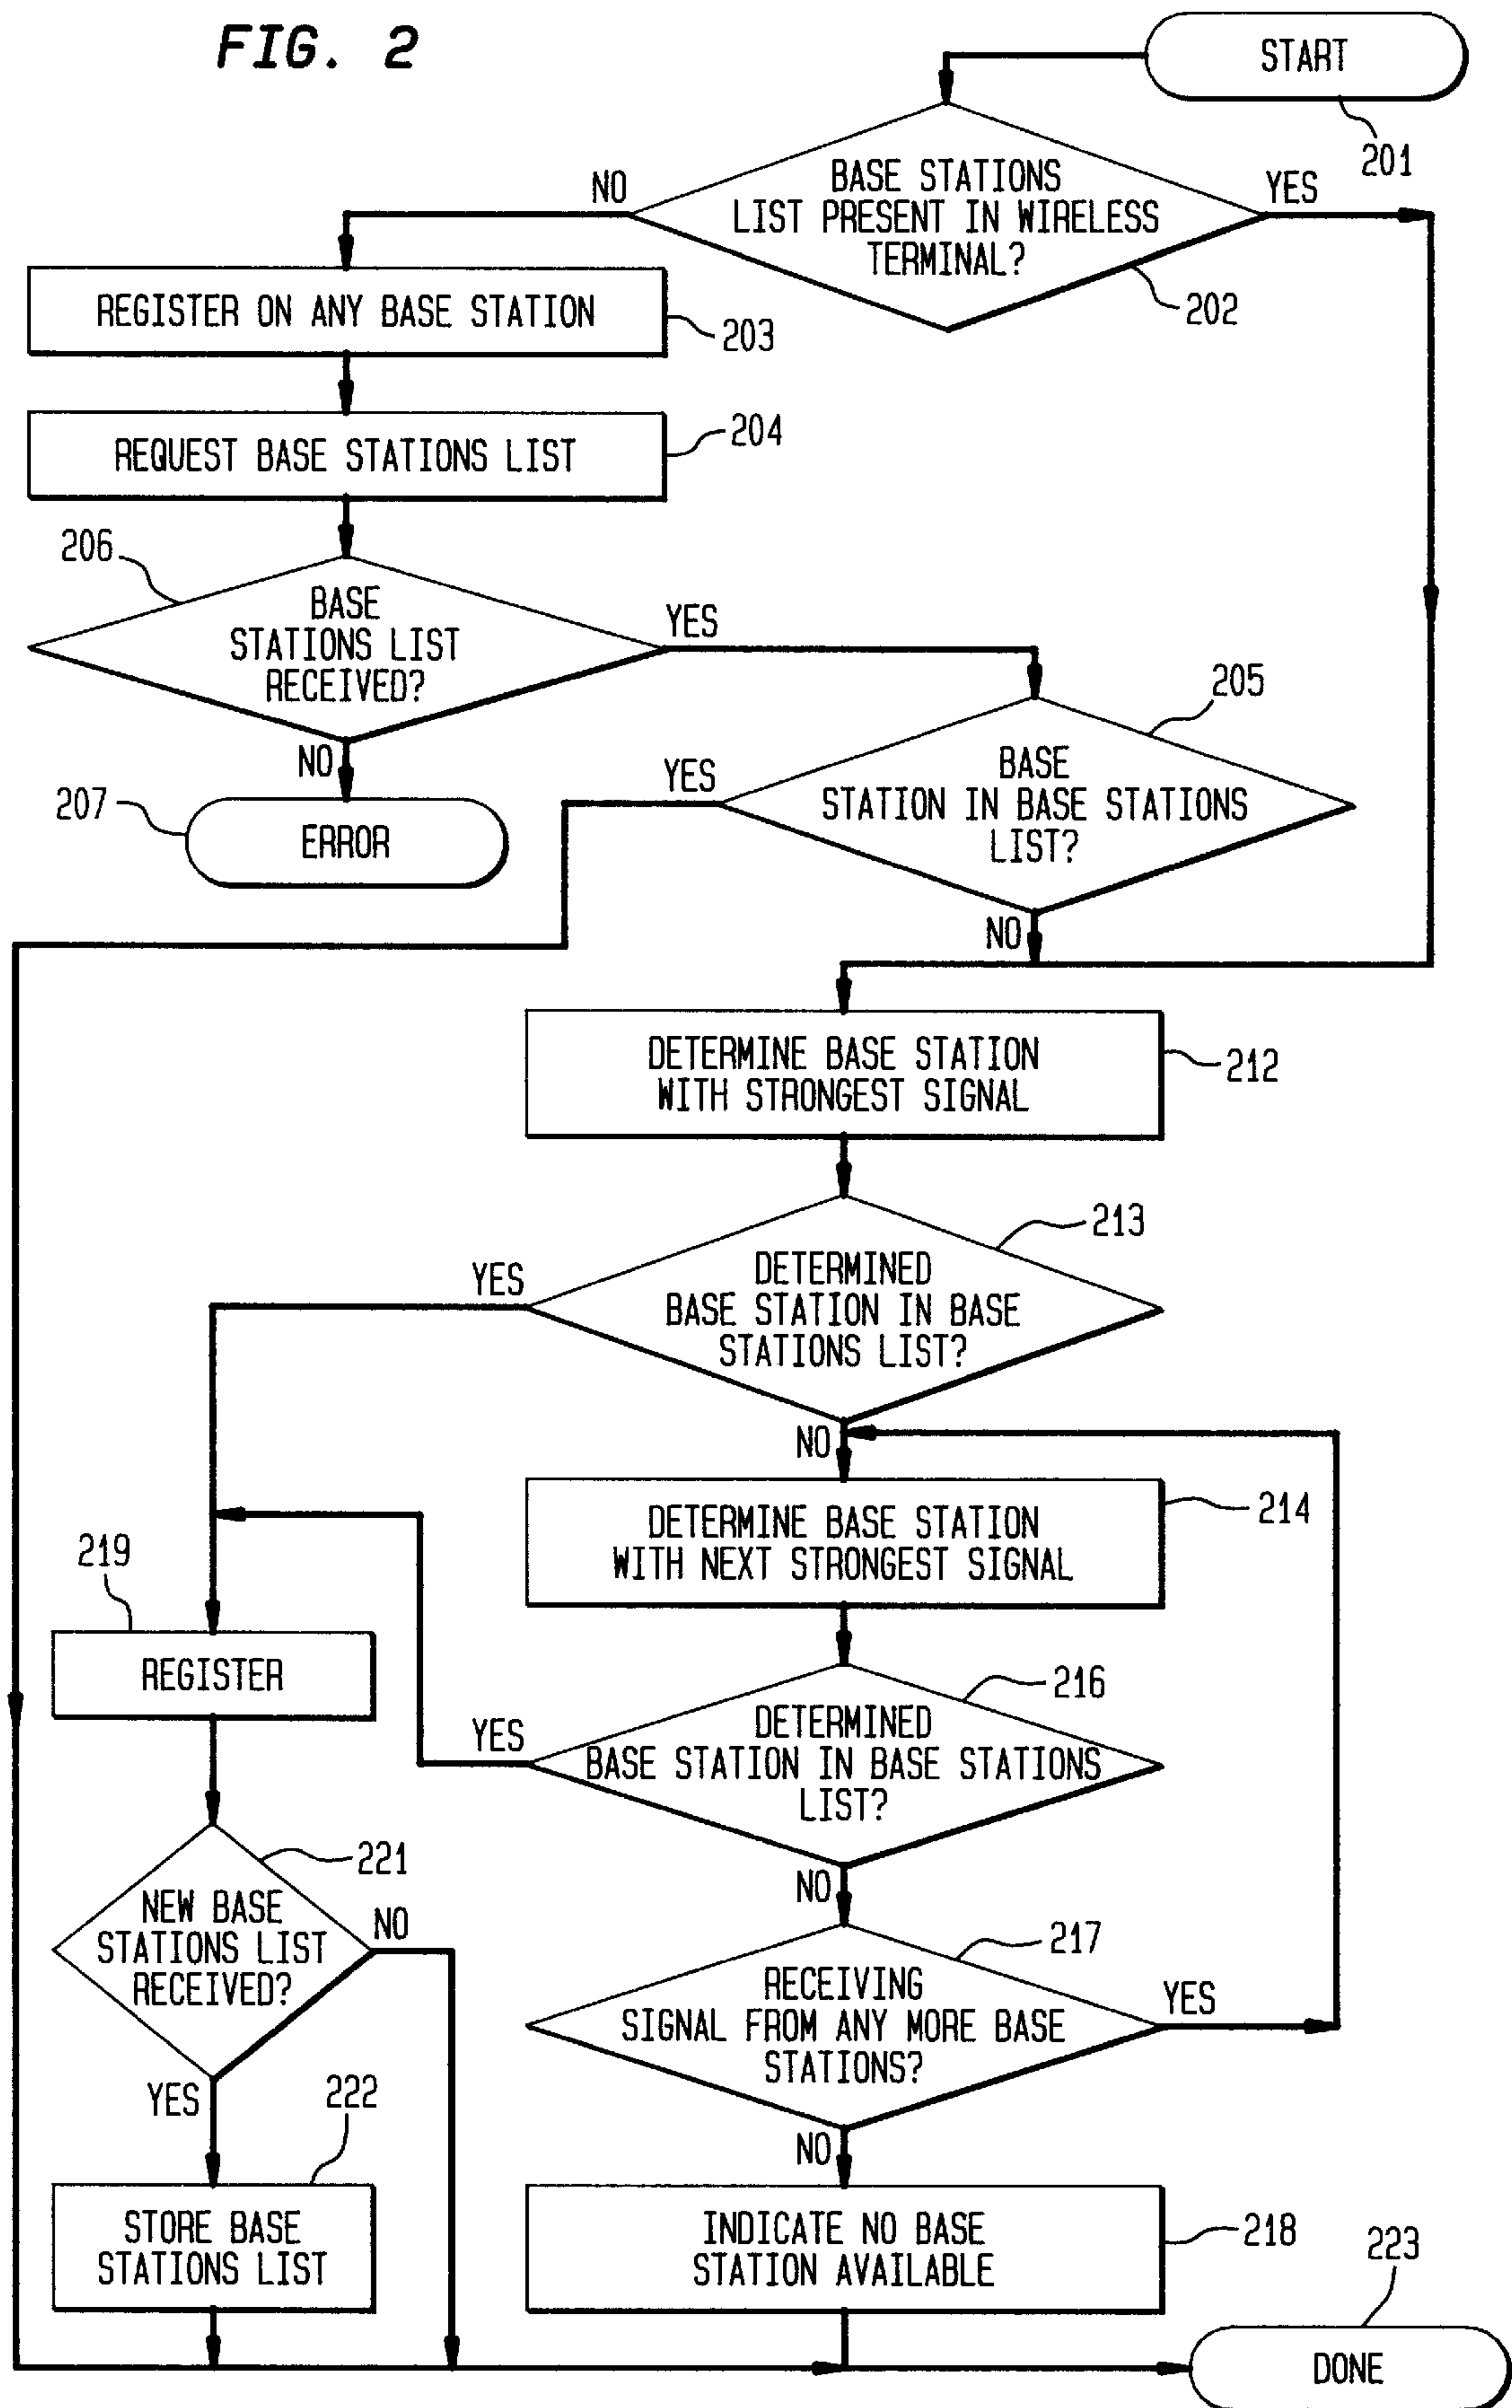 FIG. 2
START
201
BASE STATIONS
LIST PRESENT IN WIRELESS
TERMINAL?
NO
YES
202
REGISTER ON ANY BASE STATION
203
REQUEST BASE STATIONS LIST
204
206
BASE
STATIONS LIST
RECEIVED?
YES
NO
207
ERROR
205
BASE
STATION IN BASE STATIONS
LIST?
YES
NO
DETERMINE BASE STATION
WITH STRONGEST SIGNAL
212
213
DETERMINED
BASE STATION IN BASE
STATIONS LIST?
YES
NO
DETERMINE BASE STATION
WITH NEXT STRONGEST SIGNAL
214
219
REGISTER
216
DETERMINED
BASE STATION IN BASE STATIONS
LIST?
YES
NO
221
NEW BASE
STATIONS LIST
RECEIVED?
NO
YES
217
RECEIVING
SIGNAL FROM ANY MORE BASE
STATIONS?
YES
NO
222
STORE BASE
STATIONS LIST
INDICATE NO BASE
STATION AVAILABLE
218
223
DONE